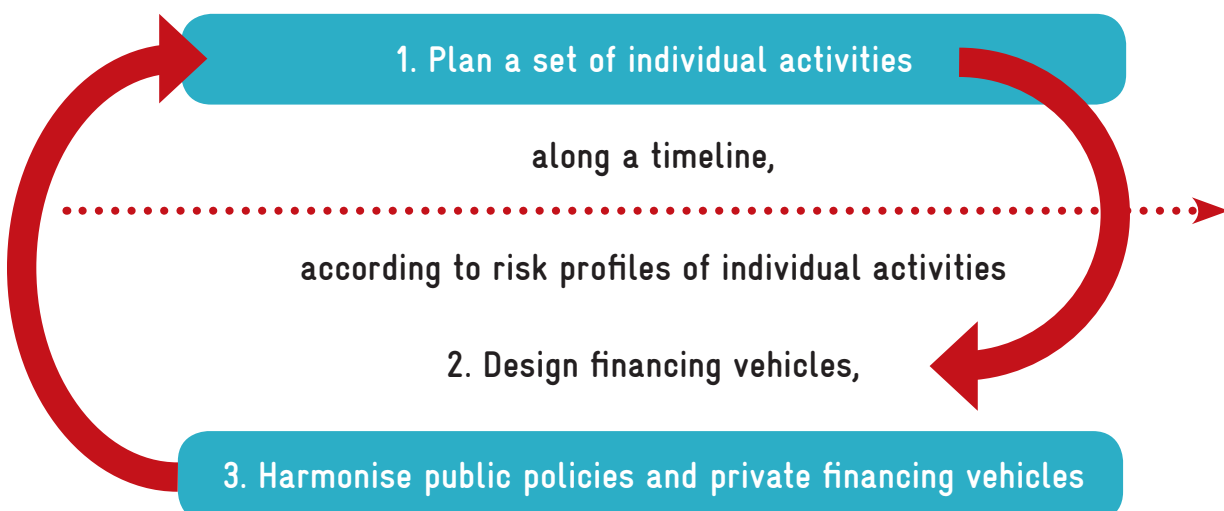 1. Plan a set of individual activities
along a timeline,
according to risk profiles of individual activities
2. Design financing vehicles,
3. Harmonise public policies and private financing vehicles